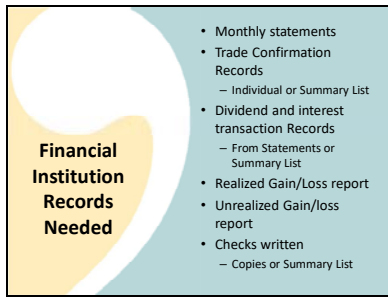 Financial
Institution
Records
Needed
• Monthly statements
• Trade Confirmation
Records
– Individual or Summary List
• Dividend and interest
transaction Records
– From Statements or
Summary List
• Realized Gain/Loss report
• Unrealized Gain/loss
report
• Checks written
– Copies or Summary List